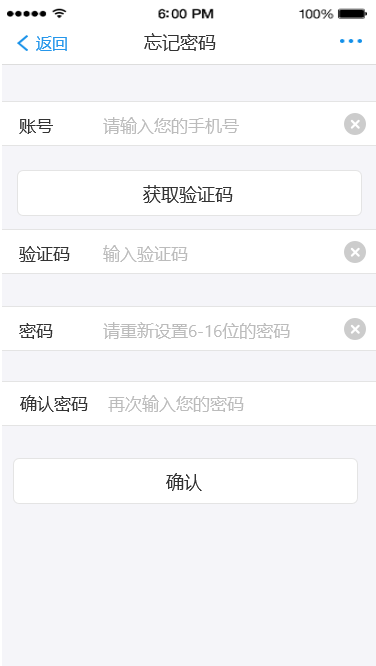 6:00 PM
100%
返回
忘记密码
账号
请输入您的手机号
获取验证码
验证码
输入验证码
密码
请重新设置6-16位的密码
确认密码
再次输入您的密码
确认